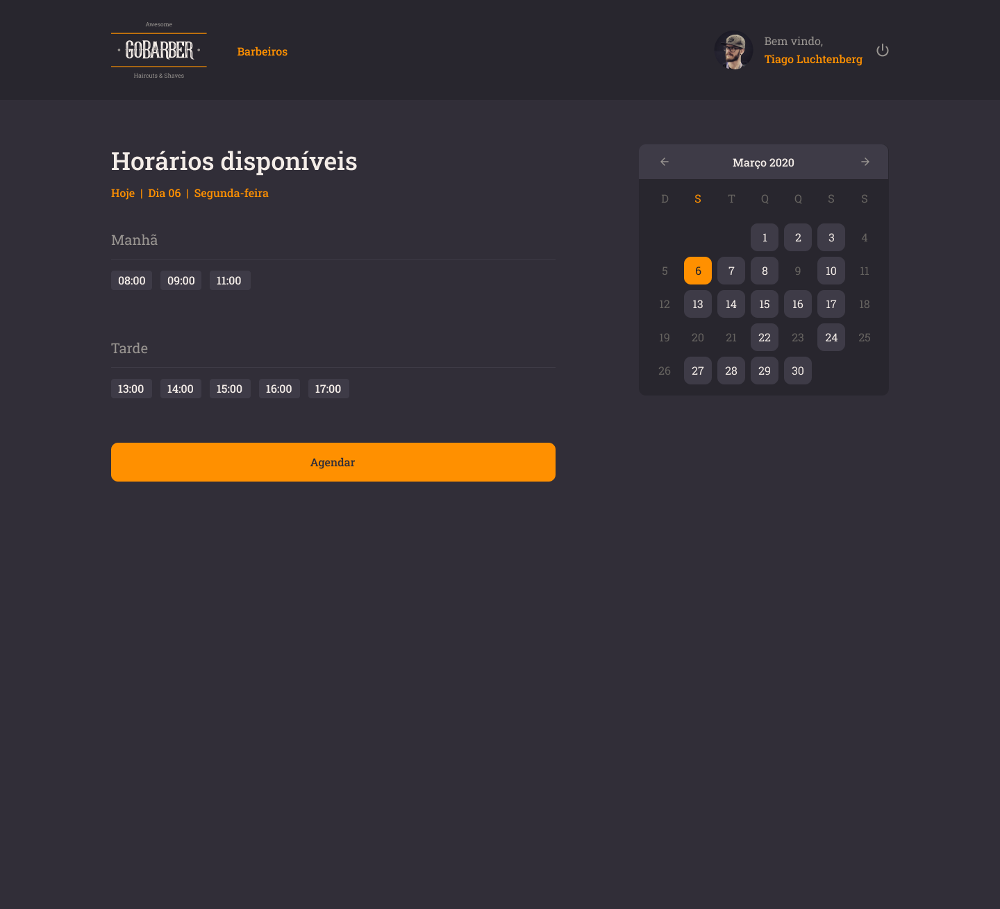 Awesome
GOBARBER
Haircuts & Shaves
Barbeiros
Bem vindo,
Tiago Luchtenberg
Horários disponíveis
Hoje | Dia 06 | Segunda-feira
Manhã
08:00 09:00 11:00
Tarde
13:00 14:00 15:00 16:00 17:00
Agendar
Março 2020
D S T Q Q S S
1 2 3 4
5 6 7 8 9 10 11
12 13 14 15 16 17 18
19 20 21 22 23 24 25
26 27 28 29 30